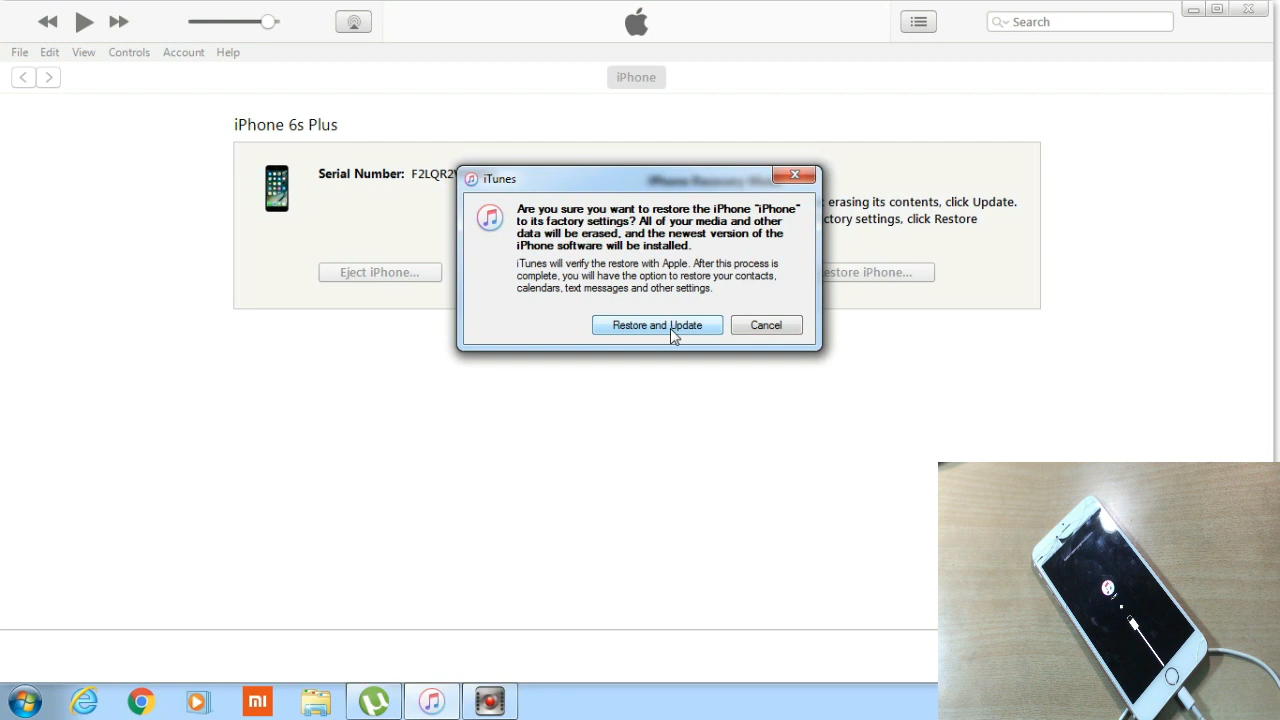 Search
File Edit View Controls Account Help
iPhone
iPhone 6s Plus
Serial Number: F2LQR2
iTunes
erasing its contents, click Update.
ctory settings, click Restore
Are you sure you want to restore the iPhone "iPhone"
to its factory settings? All of your media and other
data will be erased, and the newest version of the
iPhone software will be installed.
iTunes will verify the restore with Apple. After this process is
complete, you will have the option to restore your contacts,
calendars, text messages and other settings.
Eject iPhone...
estore iPhone...
Restore and Update
Cancel
mi